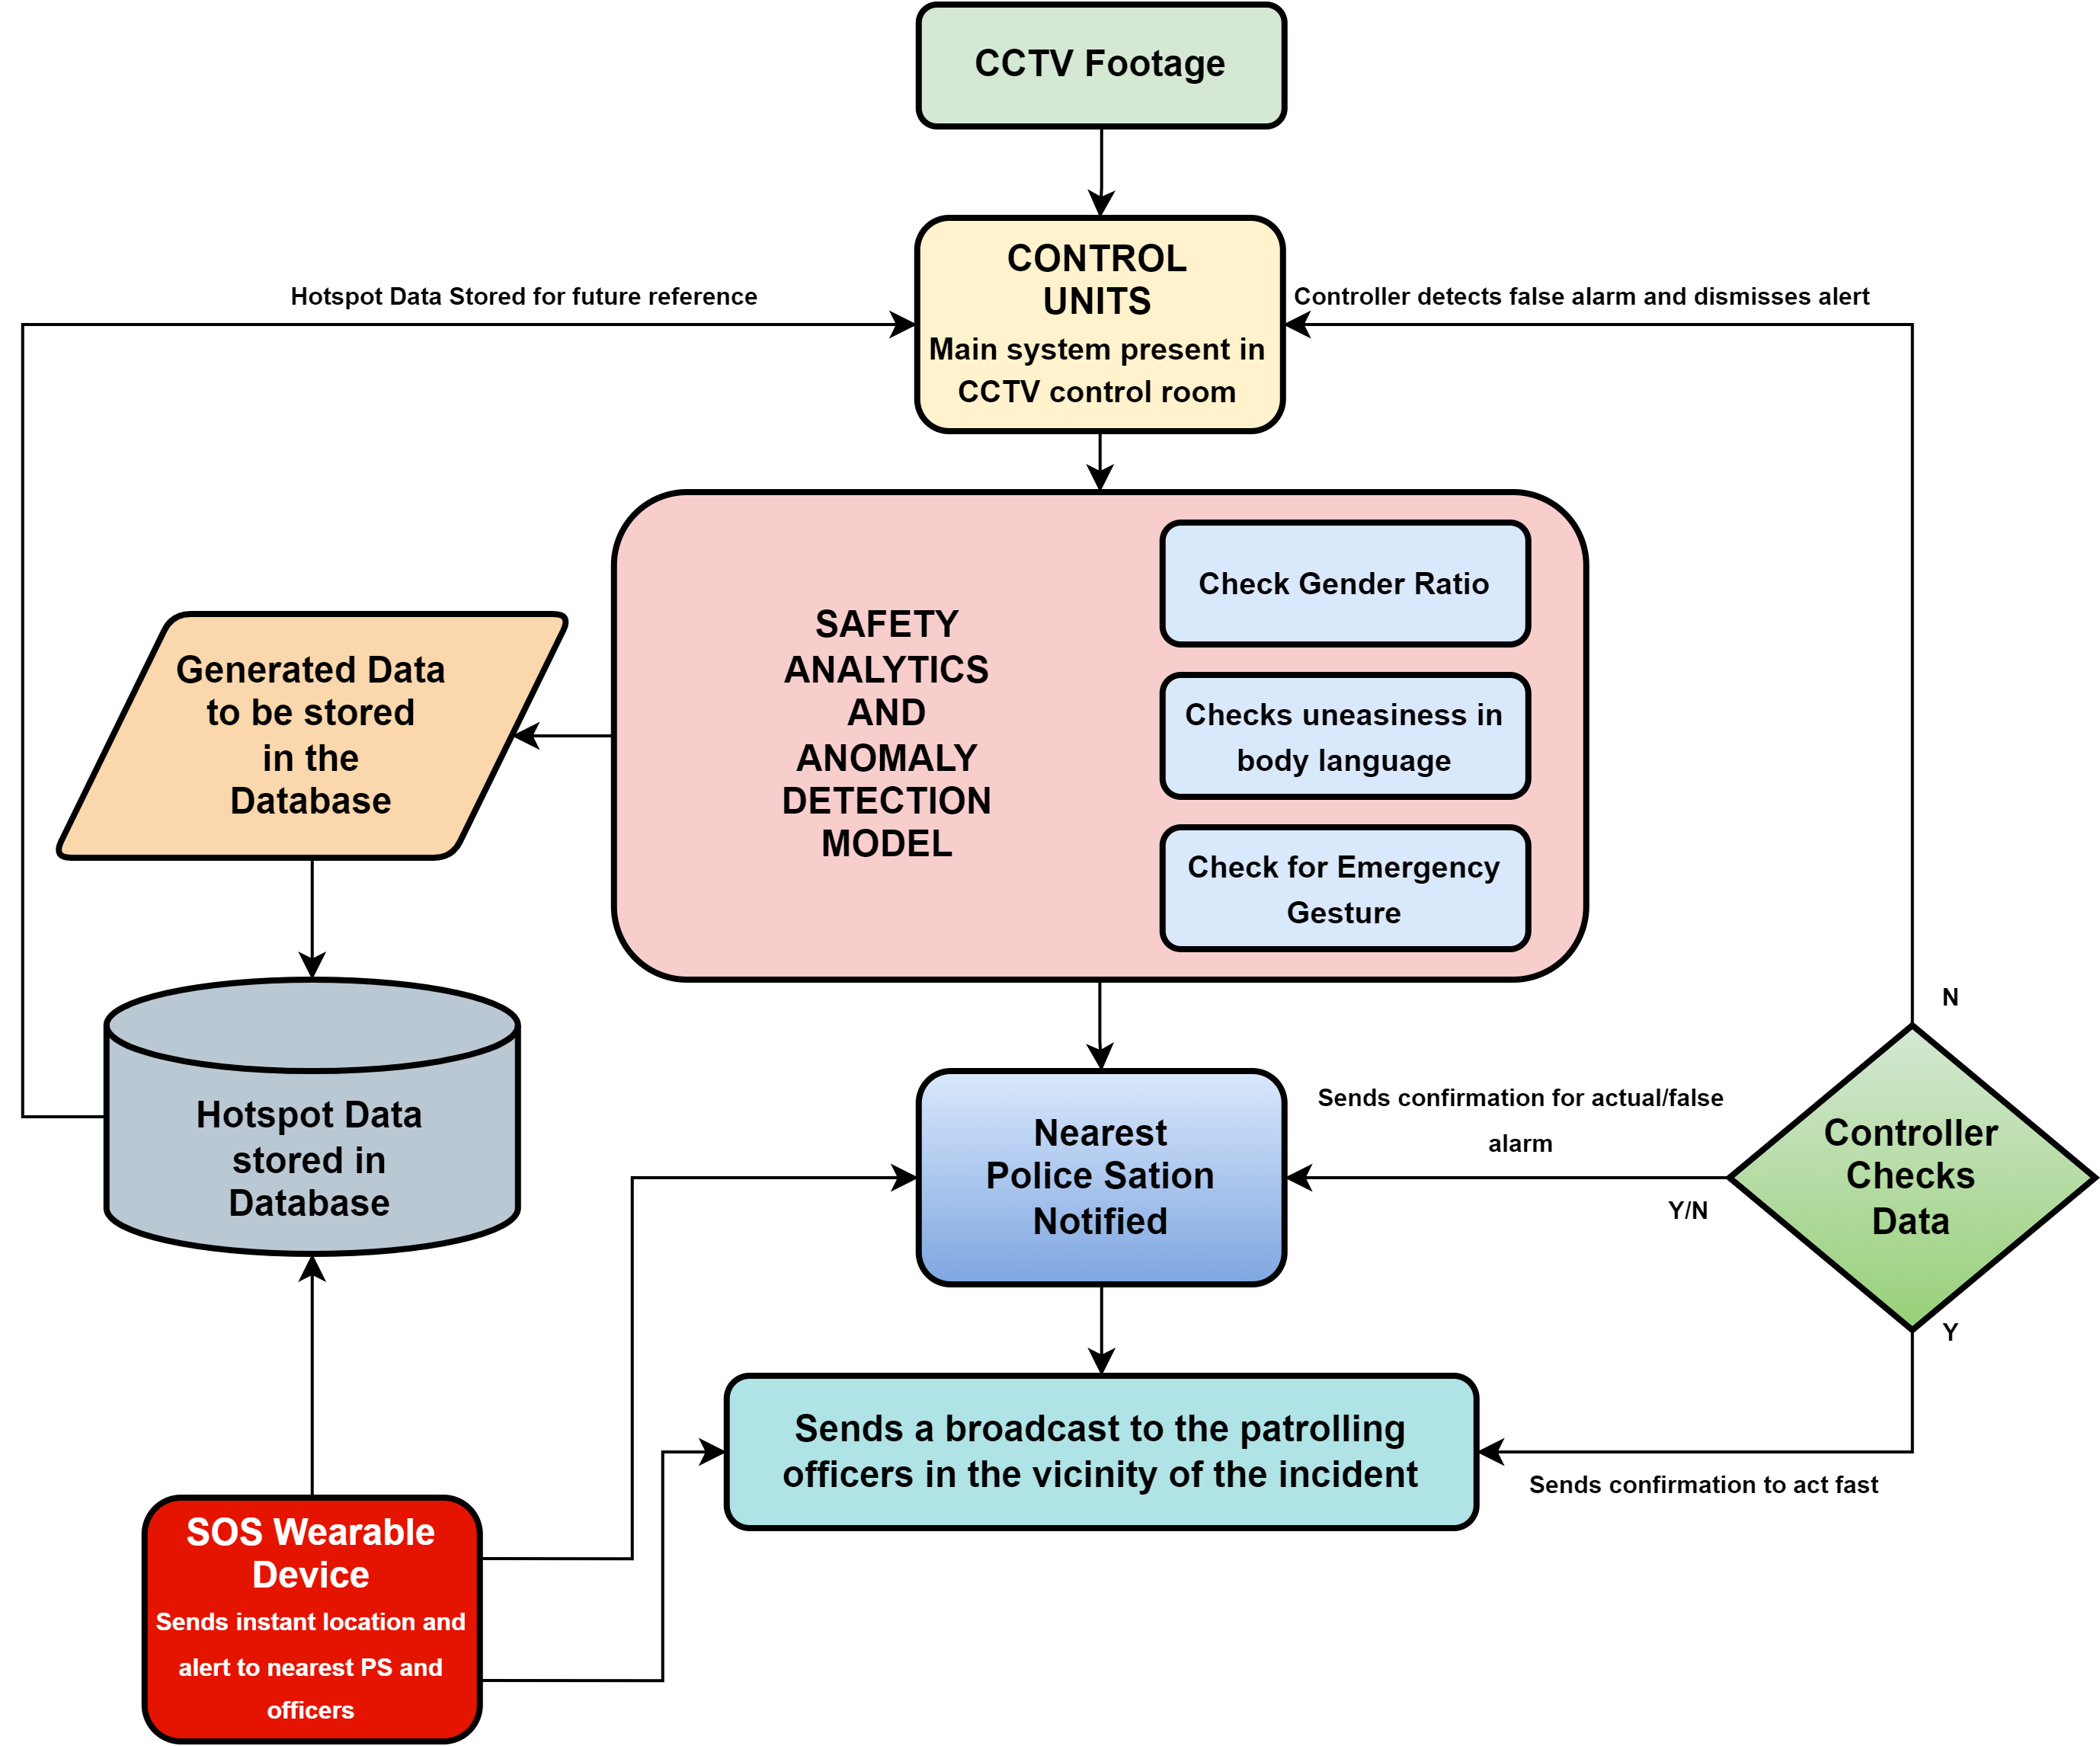 CCTV Footage
CONTROL
UNITS
Main system present in
CCTV control room
Hotspot Data Stored for future reference
Controller detects false alarm and dismisses alert
SAFETY
ANALYTICS
AND
ANOMALY
DETECTION
MODEL
Check Gender Ratio
Checks uneasiness in
body language
Check for Emergency
Gesture
Generated Data
to be stored
in the
Database
Hotspot Data
stored in
Database
Nearest
Police Sation
Notified
Sends confirmation for actual/false
alarm
Y/N
N
Controller
Checks
Data
Y
Sends a broadcast to the patrolling
officers in the vicinity of the incident
Sends confirmation to act fast
SOS Wearable
Device
Sends instant location and
alert to nearest PS and
officers